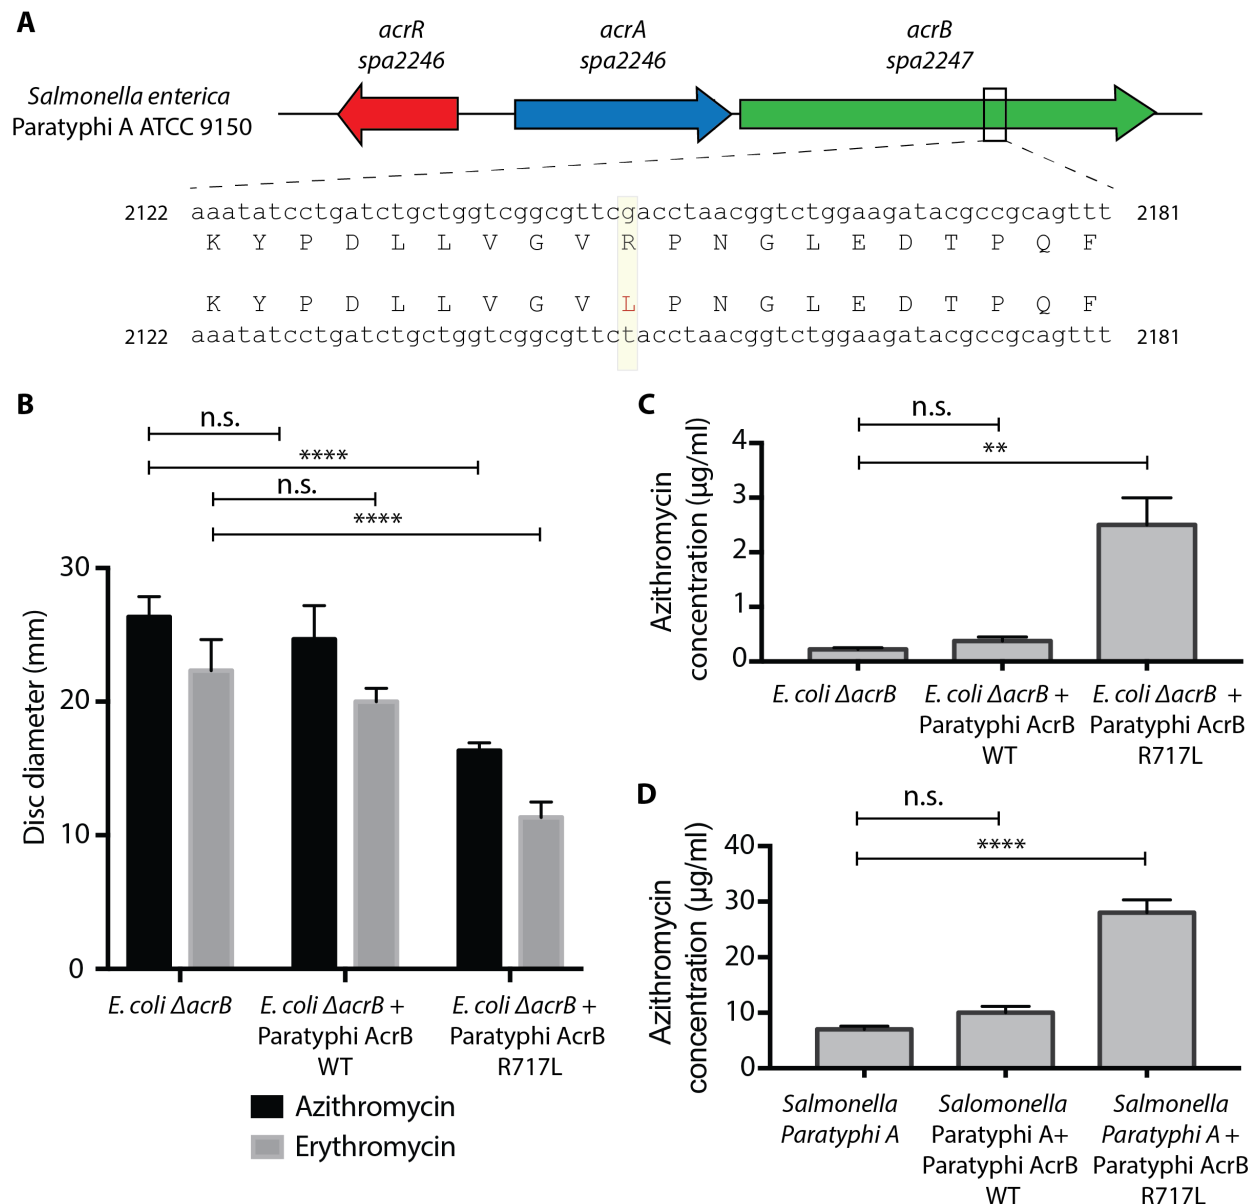 A
acrR acrA acrB
spa2246 spa2246 spa2247
Salmonella enterica
Paratyphi A ATCC 9150
2122 aaatatcctgatctgctggtcggcgttcgacctaacggtctggaagatacgccgcagttt 2181
K Y P D L L V G V R P N G L E D T P Q F
K Y P D L L V G V L P N G L E D T P Q F
2122 aaatatcctgatctgctggtcggcgttctacctaacggtctggaagatacgccgcagttt 2181
B
n.s.
****
n.s.
****
Disc diameter (mm)
30
20
10
0
E. coli ΔacrB
E. coli ΔacrB +
Paratyphi AcrB
WT
E. coli ΔacrB +
Paratyphi AcrB
R717L
Azithromycin
Erythromycin
C
n.s.
**
Azithromycin
concentration (µg/ml)
4
3
2
1
0
E. coli ΔacrB
E. coli ΔacrB +
Paratyphi AcrB
WT
E. coli ΔacrB +
Paratyphi AcrB
R717L
D
n.s.
****
Azithromycin
concentration (µg/ml)
40
30
20
10
0
Salmonella
Paratyphi A
Salomonella
Paratyphi A+
Paratyphi AcrB
WT
Salmonella
Paratyphi A +
Paratyphi AcrB
R717L